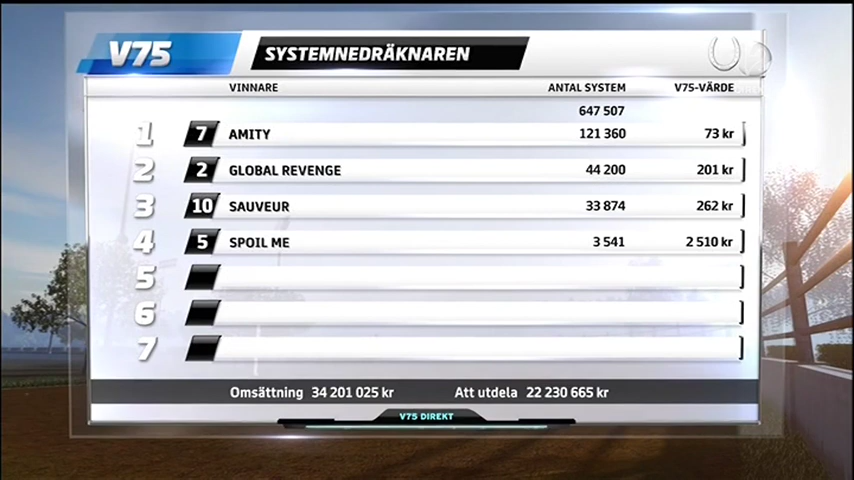 V75 SYSTEMNEDRÄKNAREN
VINNARE ANTAL SYSTEM V75-VÄRDE
647 507
1 7 AMITY 121 360 73 kr
2 2 GLOBAL REVENGE 44 200 201 kr
3 10 SAUVEUR 33 874 262 kr
4 5 SPOIL ME 3 541 2 510 kr
5
6
7
Omsättning 34 201 025 kr Att utdela 22 230 665 kr
V75 DIREKT